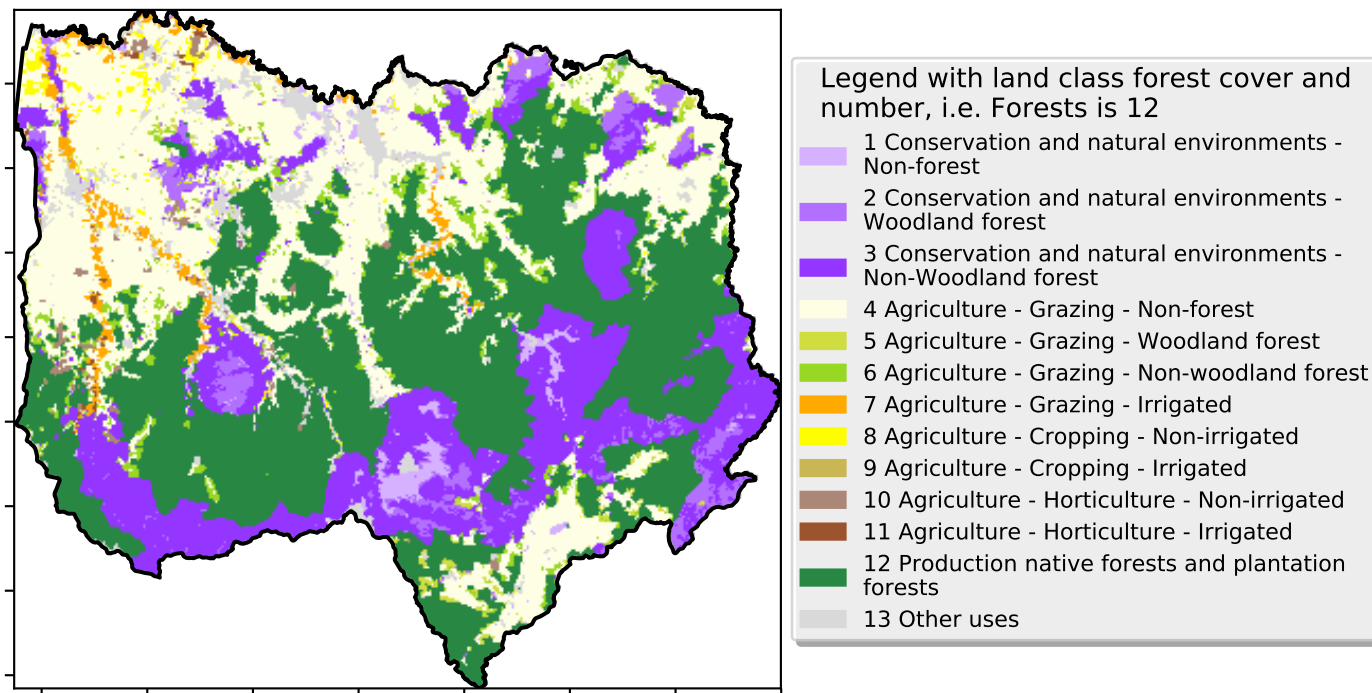 Legend with land class forest cover and
number, i.e. Forests is 12
1 Conservation and natural environments -
Non-forest
2 Conservation and natural environments -
Woodland forest
3 Conservation and natural environments -
Non-Woodland forest
4 Agriculture - Grazing - Non-forest
5 Agriculture - Grazing - Woodland forest
6 Agriculture - Grazing - Non-woodland forest
7 Agriculture - Grazing - Irrigated
8 Agriculture - Cropping - Non-irrigated
9 Agriculture - Cropping - Irrigated
10 Agriculture - Horticulture - Non-irrigated
11 Agriculture - Horticulture - Irrigated
12 Production native forests and plantation
forests
13 Other uses